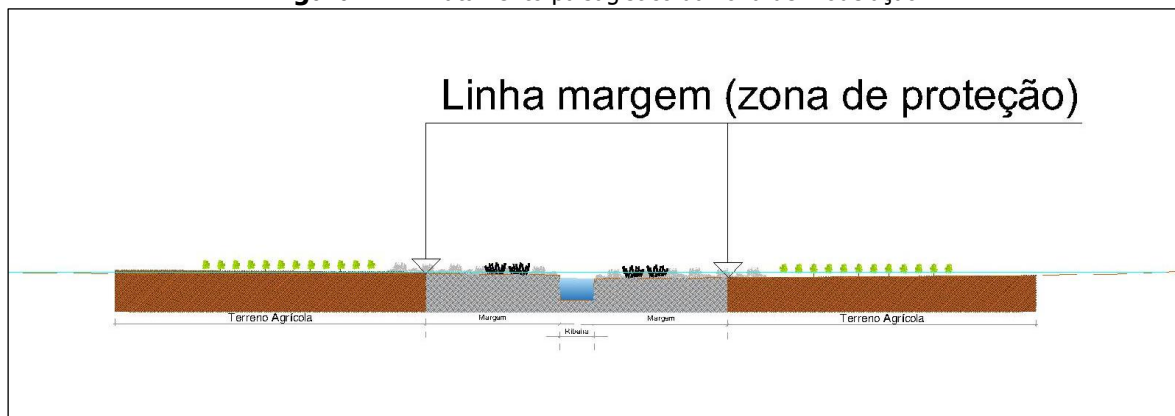 Linha margem (zona de proteção)
Terreno Agrícola
Margem
Margem
Terreno Agrícola
Ribeira